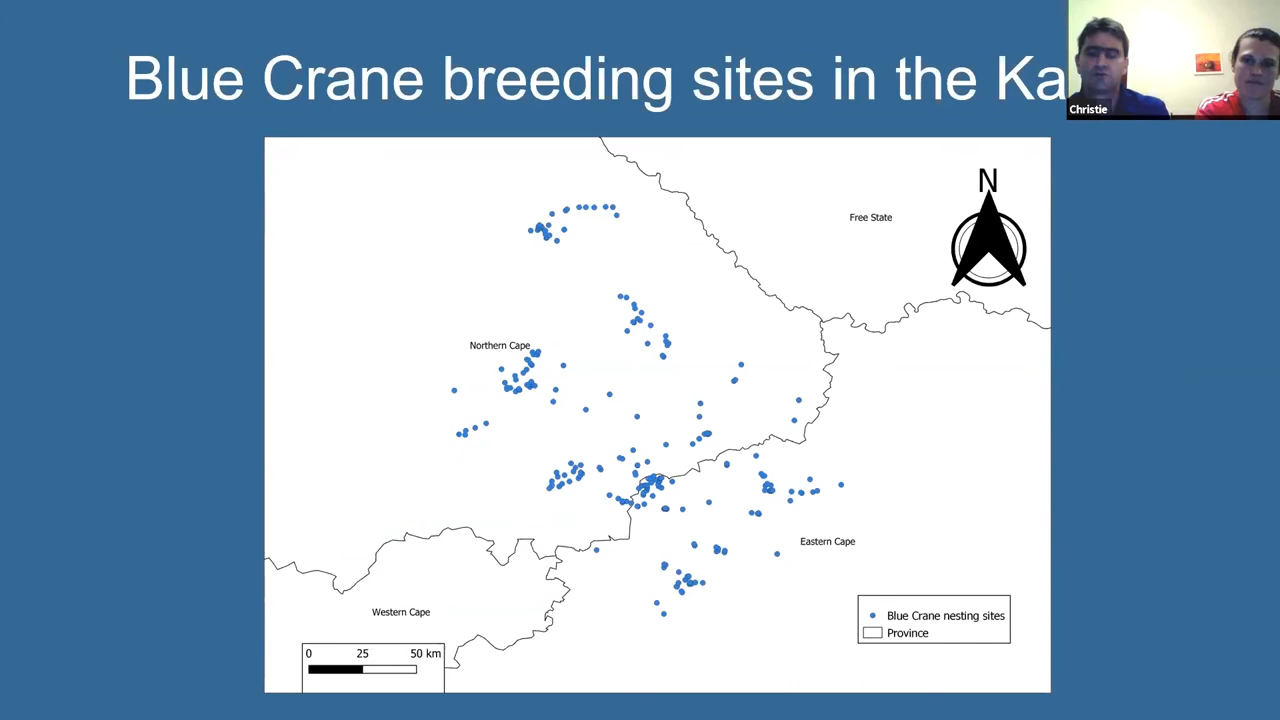 Blue Crane breeding sites in the Ka
Christie
N
Free State
Northern Cape
Eastern Cape
Western Cape
Blue Crane nesting sites
Province
0 25 50 km